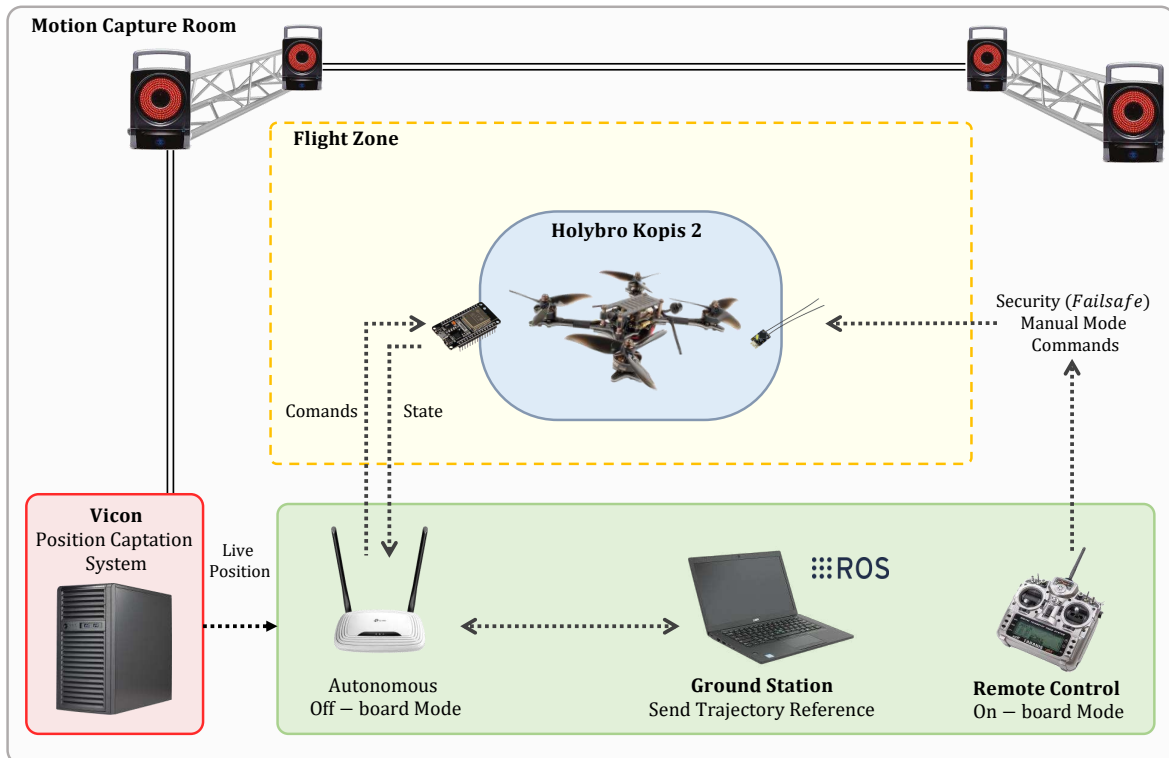 Motion Capture Room
Flight Zone
Holybro Kopis 2
Security (Failsafe)
Manual Mode
Commands
Comands
State
Vicon
Position Captation
System
Live
Position
ROS
Autonomous
Off − board Mode
Ground Station
Send Trajectory Reference
Remote Control
On − board Mode